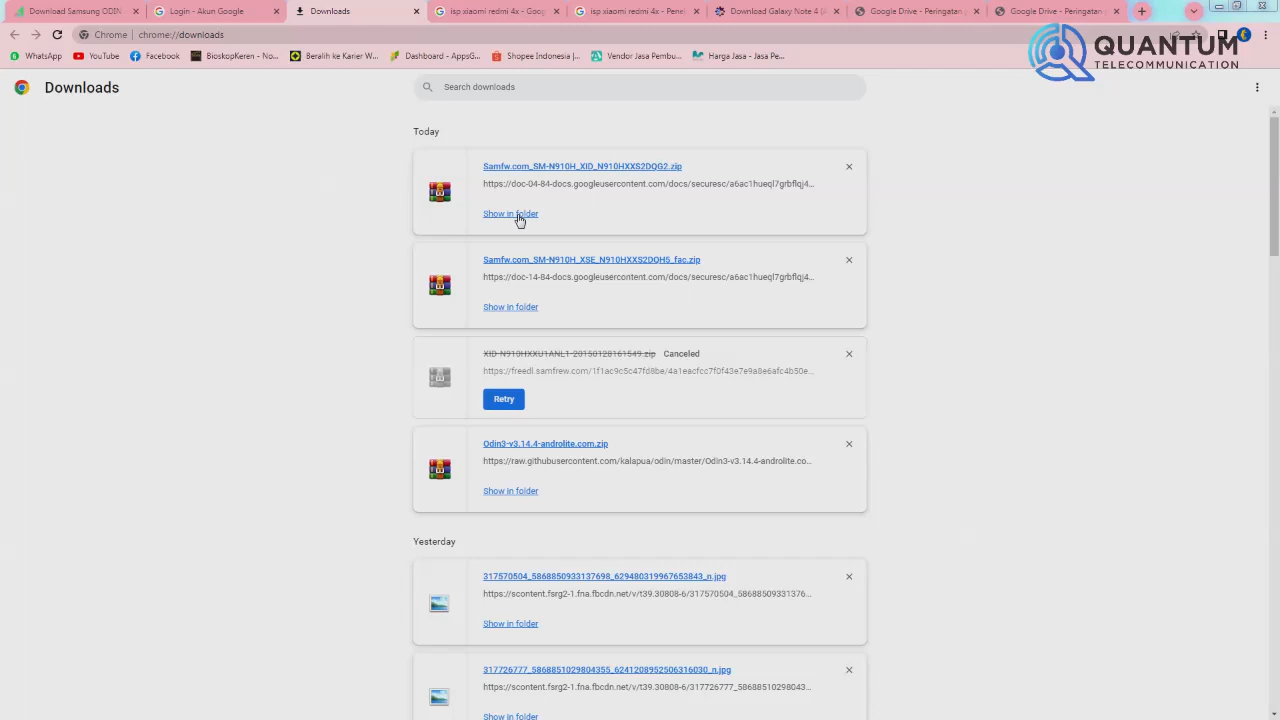 Download Samsung ODIN
Login - Akun Google
Downloads
isp xiaomi redmi 4x - Goog
isp xiaomi redmi 4x - Penel
Download Galaxy Note 4 (
Google Drive - Peringatan
Google Drive - Peringatan
Chrome
chrome://downloads
WhatsApp
YouTube
Facebook
BioskopKeren - No...
Beralih ke Kabel - W...
Dashboard - AppsG...
Shopee Indonesia |...
Vendor Jasa Pembu...
Harga Jasa - Jasa Pe...
QUANTUM
TELECOMMUNICATION
Downloads
Search downloads
Today
Samfw.com_SM-N910H_XID_N910HXXS2DQG2.zip
https://doc-04-84-docs.googleusercontent.com/docs/securesc/a6ac1hueql7grbflqj4...
Show in folder
Samfw.com_SM-N910H_XSE_N910HXXS2DQH5_fac.zip
https://doc-14-84-docs.googleusercontent.com/docs/securesc/a6ac1hueql7grbflqj4...
Show in folder
XID-N910HXXU1ANL1-20150128161549.zip Canceled
https://freedl.samfrew.com/1f1ac9c5c47fd8be/4a1eacfcc7f0f43e7e9a8e6afc4b50e...
Retry
Odin3-v3.14.4-androlite.com.zip
https://raw.githubusercontent.com/kalapua/odin/master/Odin3-v3.14.4-androlite.co...
Show in folder
Yesterday
317570504_5868850933137698_629480319967653843_n.jpg
https://scontent.fsrg2-1.fna.fbcdn.net/v/t39.30808-6/317570504_58688509331376...
Show in folder
317726777_5868851029804355_6241208952506316030_n.jpg
https://scontent.fsrg2-1.fna.fbcdn.net/v/t39.30808-6/317726777_58688510298043...
Show in folder